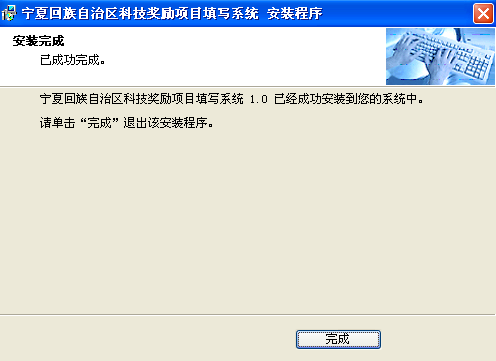 宁夏回族自治区科技奖励项目填写系统 安装程序
安装完成
已成功完成。
宁夏回族自治区科技奖励项目填写系统 1.0 已经成功安装到您的系统中。
请单击“完成”退出该安装程序。
完成